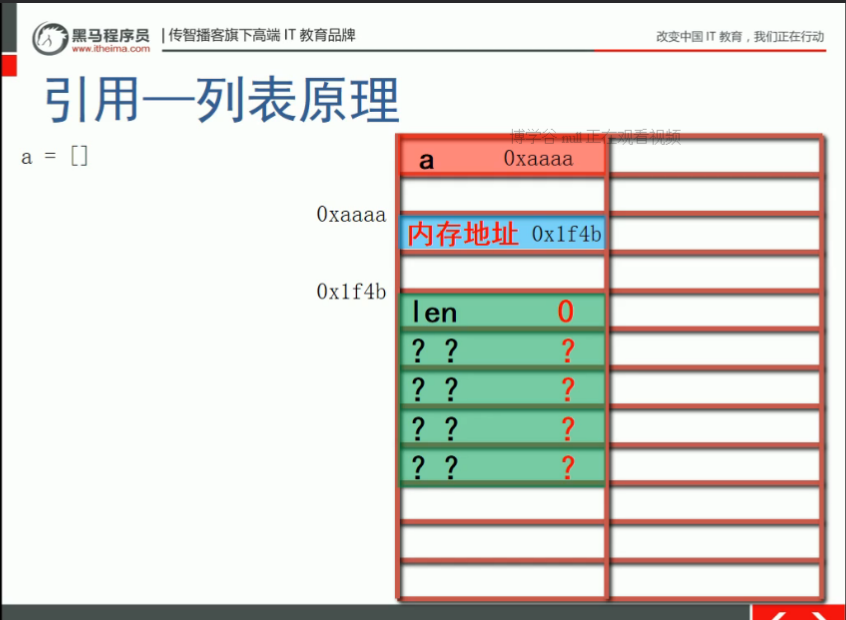 黑马程序员
www.itheima.com
传智播客旗下高端 IT 教育品牌
改变中国 IT 教育，我们正在行动
引用—列表原理
博学谷 null 正在观看视频
a = []
a 0xaaaa
0xaaaa
内存地址 0x1f4b
0x1f4b
len 0
? ? ?
? ? ?
? ? ?
? ? ?